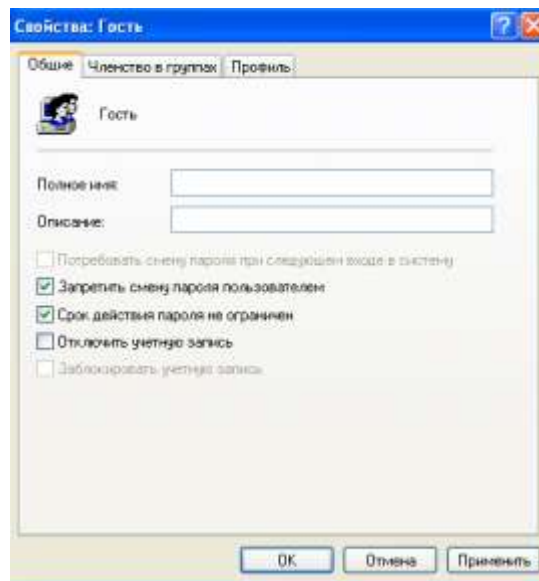 Свойства: Гость
Общие Членство в группах Профиль
Гость
Полное имя:
Описание:
Потребовать смену пароля при следующем входе в систему
Запретить смену пароля пользователем
Срок действия пароля не ограничен
Отключить учетную запись
Заблокировать учетную запись
ОК Отмена Применить